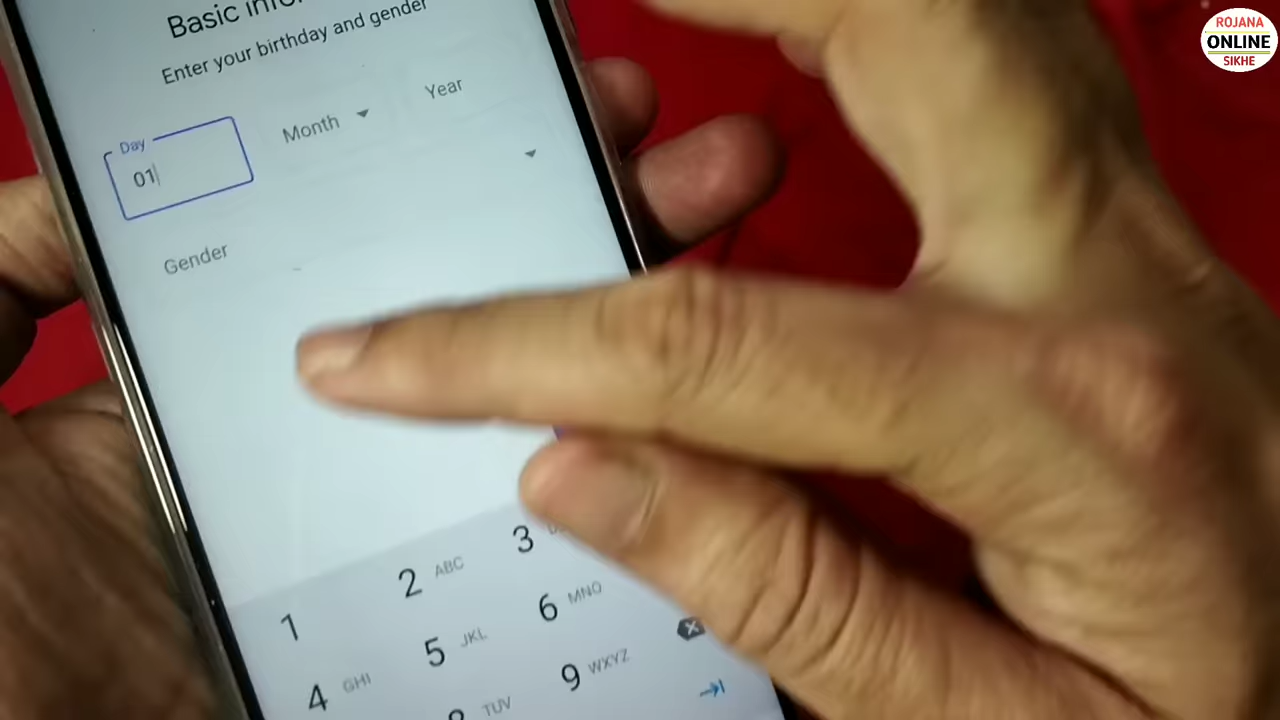 ROJANA
ONLINE
SIKHE
Basic
Enter your birthday and gender
Day
01
Month
Year
Gender
1
2 ABC
3
4 GHI
5 JKL
6 MNO
TUV
9 WXYZ